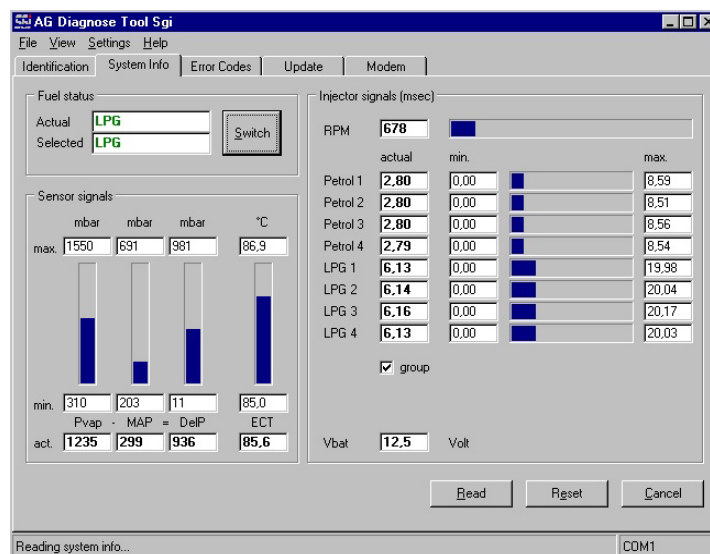 AG Diagnose Tool Sgi
File View Settings Help
Identification System Info Error Codes Update Modem
Fuel status
Actual LPG
Selected LPG
Switch
Sensor signals
mbar mbar mbar °C
max. 1550 691 981 86,9
min. 310 203 11 85,0
Pvap - MAP = DelP ECT
act. 1235 299 936 85,6
Injector signals (msec)
RPM 678
actual min. max.
Petrol 1 2,80 0,00 8,59
Petrol 2 2,80 0,00 8,51
Petrol 3 2,80 0,00 8,56
Petrol 4 2,79 0,00 8,54
LPG 1 6,13 0,00 19,98
LPG 2 6,14 0,00 20,04
LPG 3 6,16 0,00 20,17
LPG 4 6,13 0,00 20,03
group
Vbat 12,5 Volt
Read Reset Cancel
Reading system info... COM1